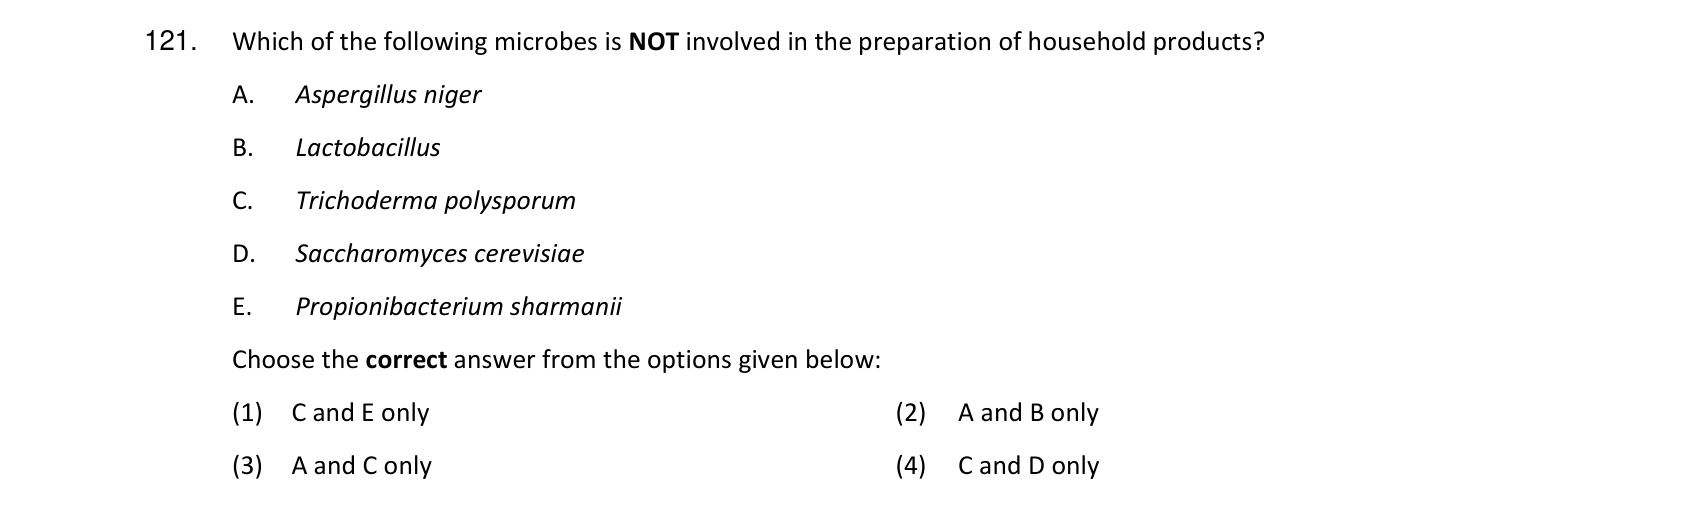 121. Which of the following microbes is NOT involved in the preparation of household products?
A. Aspergillus niger
B. Lactobacillus
C. Trichoderma polysporum
D. Saccharomyces cerevisiae
E. Propionibacterium sharmanii
Choose the correct answer from the options given below:
(1) C and E only (2) A and B only
(3) A and C only (4) C and D only